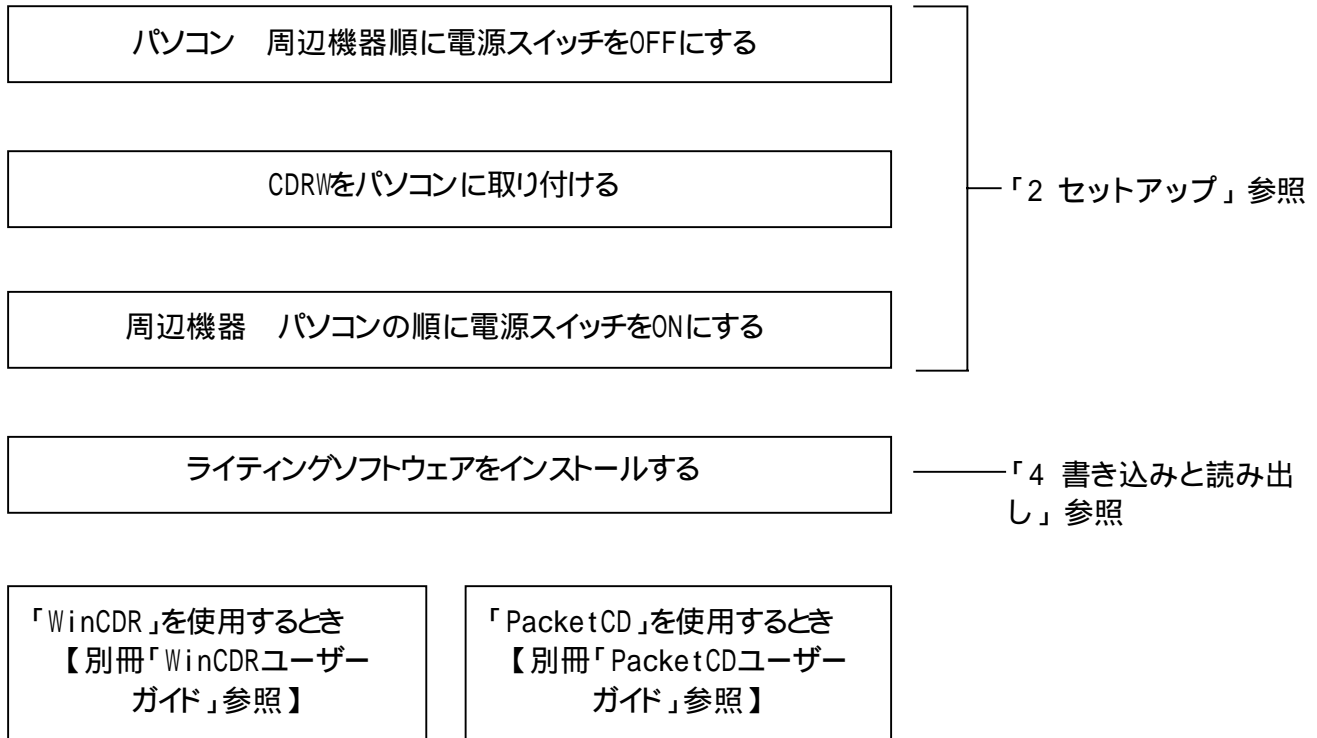 パソコン　周辺機器順に電源スイッチをOFFにする
CDRWをパソコンに取り付ける
「2 セットアップ」参照
周辺機器　パソコンの順に電源スイッチをONにする
ライティングソフトウェアをインストールする
「4 書き込みと読み出
し」参照
「WinCDR」を使用するとき
【別冊「WinCDRユーザー
ガイド」参照】
「PacketCD」を使用するとき
【別冊「PacketCDユーザー
ガイド」参照】